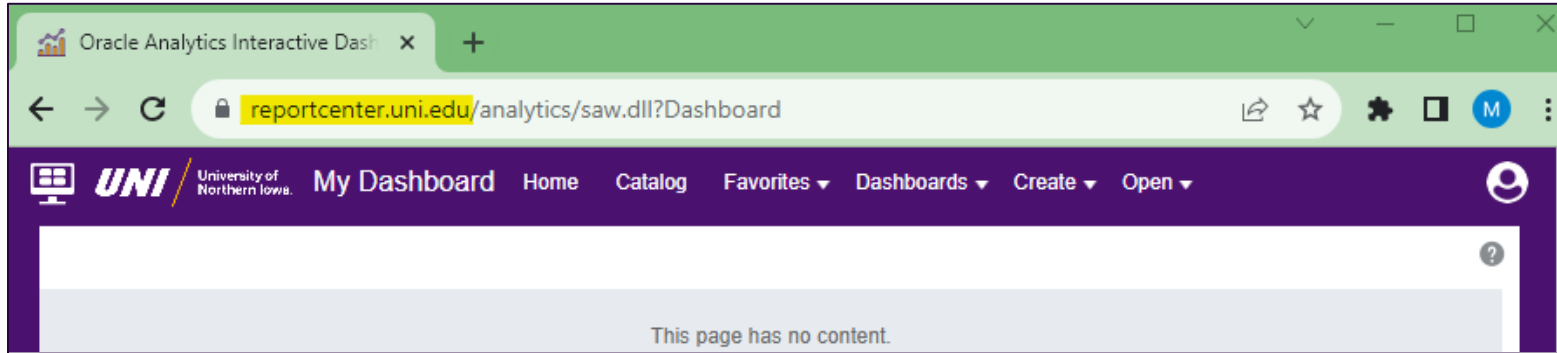 Oracle Analytics Interactive Dash
reportcenter.uni.edu/analytics/saw.dll?Dashboard
M
UNI University of Northern Iowa. My Dashboard Home Catalog Favorites Dashboards Create Open
?
This page has no content.